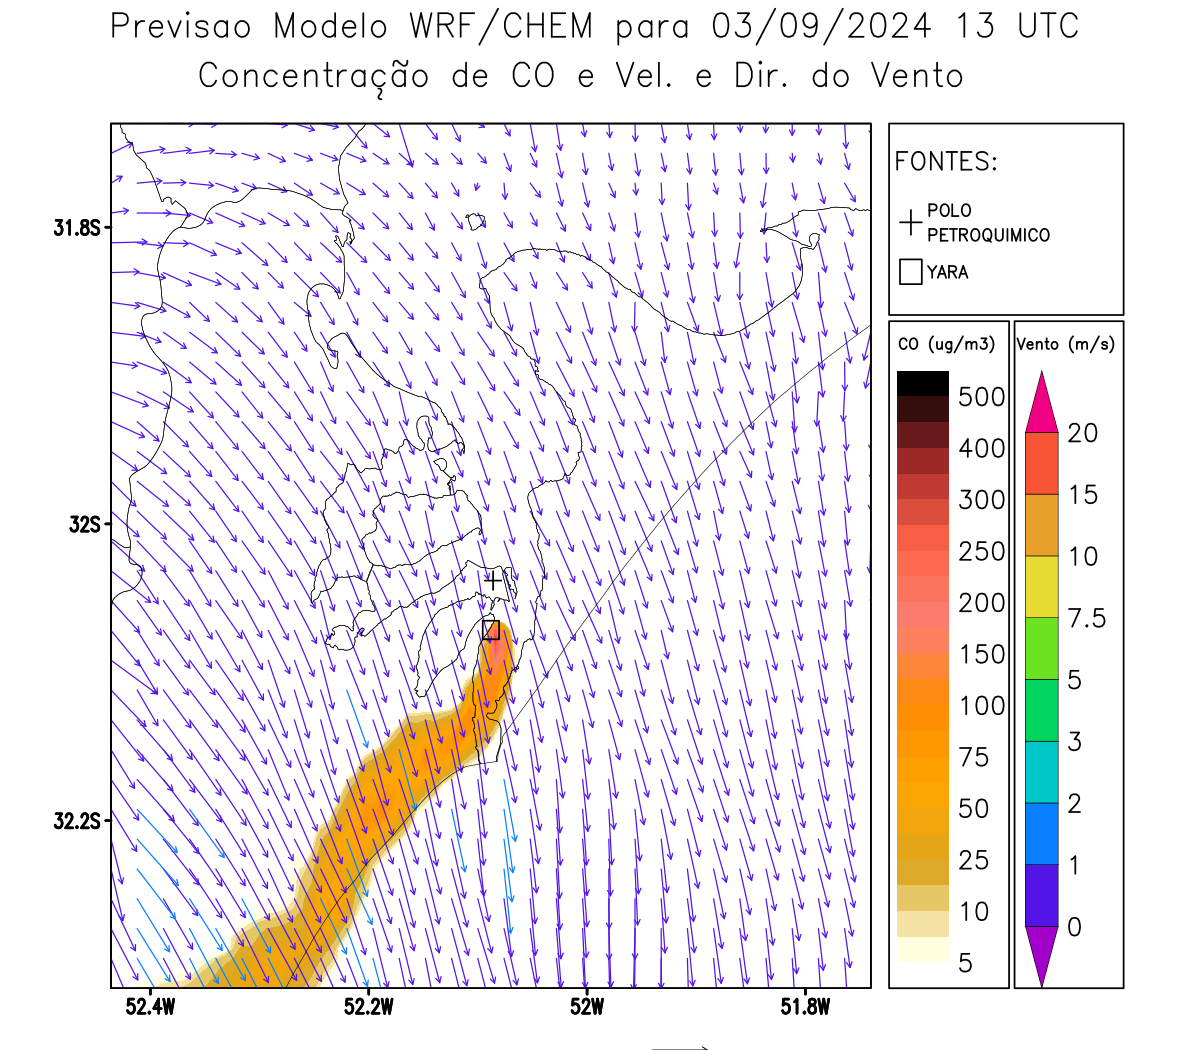 Previsao Modelo WRF/CHEM para 03/09/2024 13 UTC
Concentração de CO e Vel. e Dir. do Vento
FONTES:
POLO
PETROQUIMICO
YARA
CO (ug/m3)
500
400
300
250
200
150
100
75
50
25
10
5
Vento (m/s)
20
15
10
7.5
5
3
2
1
0
31.8S
32S
32.2S
52.4W
52.2W
52W
51.8W